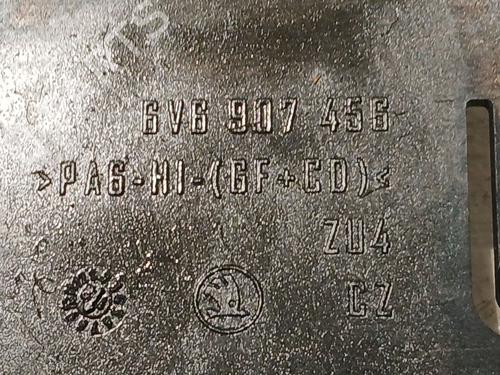 6V6 907 456
>PA6-HI-(GF+CD)<
ZU4
CZ